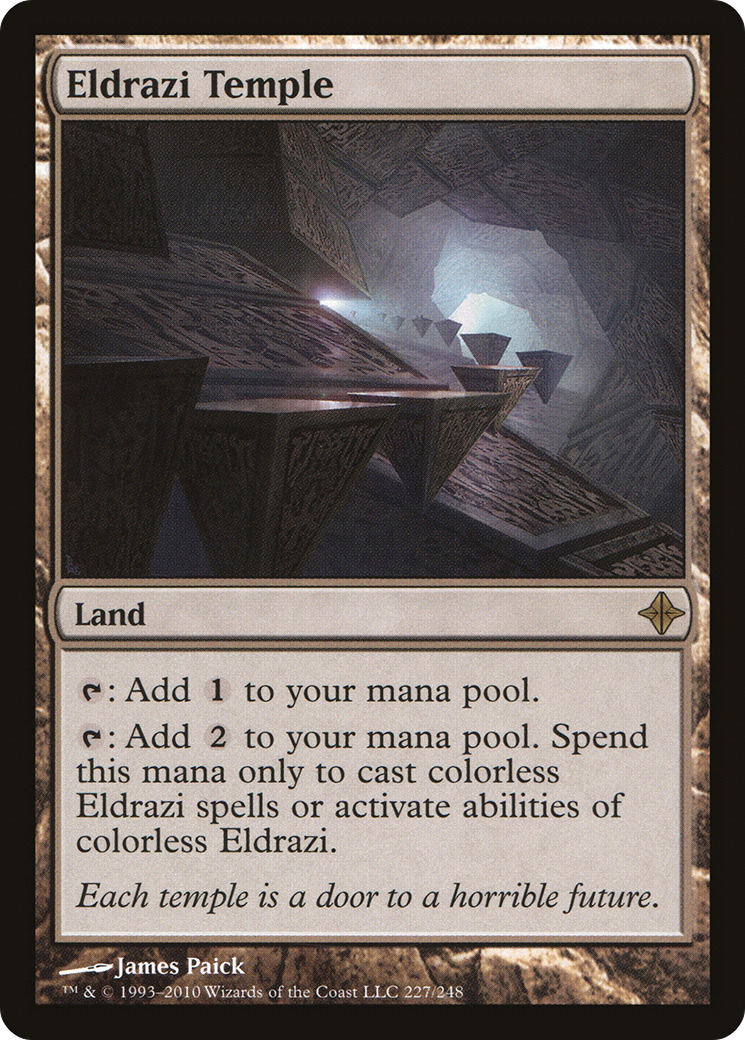 Eldrazi Temple
Land
: Add 1 to your mana pool.
: Add 2 to your mana pool. Spend
this mana only to cast colorless
Eldrazi spells or activate abilities of
colorless Eldrazi.
Each temple is a door to a horrible future.
James Paick
™ & © 1993–2010 Wizards of the Coast LLC 227/248